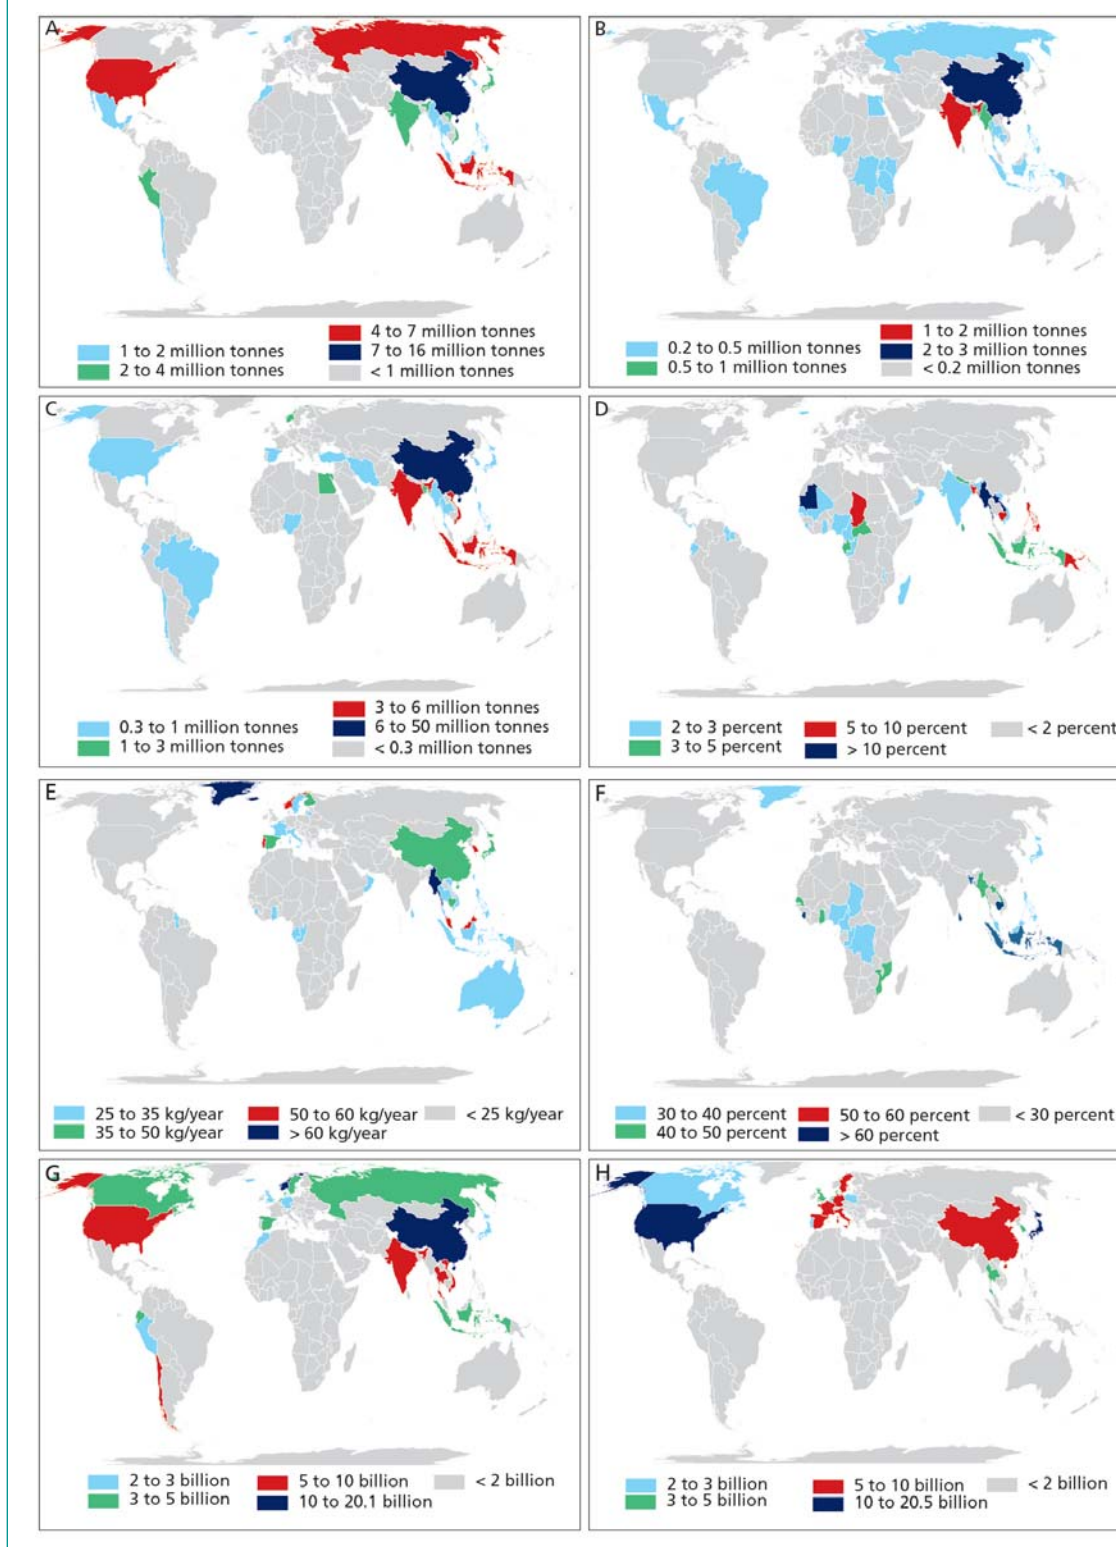 A
4 to 7 million tonnes
1 to 2 million tonnes
7 to 16 million tonnes
2 to 4 million tonnes
< 1 million tonnes
B
1 to 2 million tonnes
0.2 to 0.5 million tonnes
2 to 3 million tonnes
0.5 to 1 million tonnes
< 0.2 million tonnes
C
3 to 6 million tonnes
0.3 to 1 million tonnes
6 to 50 million tonnes
1 to 3 million tonnes
< 0.3 million tonnes
D
2 to 3 percent 5 to 10 percent < 2 percent
3 to 5 percent > 10 percent
E
25 to 35 kg/year 50 to 60 kg/year < 25 kg/year
35 to 50 kg/year > 60 kg/year
F
30 to 40 percent 50 to 60 percent < 30 percent
40 to 50 percent > 60 percent
G
2 to 3 billion 5 to 10 billion < 2 billion
3 to 5 billion 10 to 20.1 billion
H
2 to 3 billion 5 to 10 billion < 2 billion
3 to 5 billion 10 to 20.5 billion